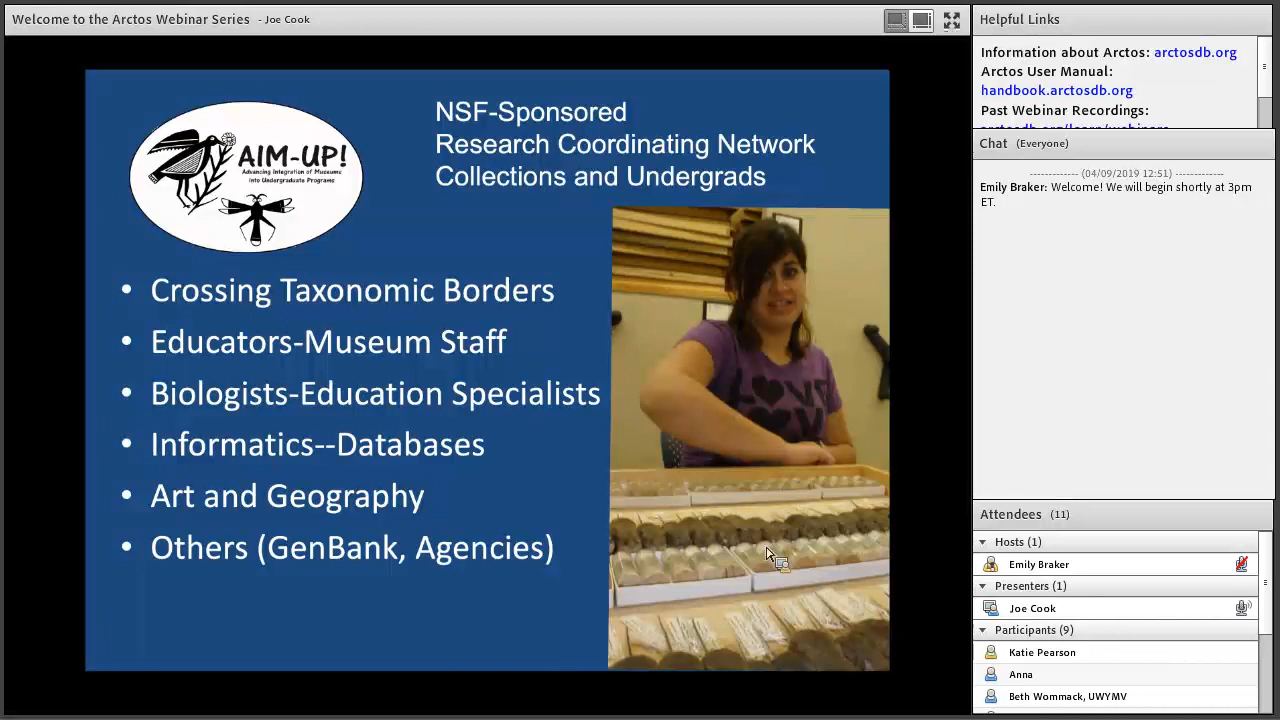 Welcome to the Arctos Webinar Series - Joe Cook
AIM-UP!
Advancing Integration of Museums
into Undergraduate Programs
NSF-Sponsored
Research Coordinating Network
Collections and Undergrads
• Crossing Taxonomic Borders
• Educators-Museum Staff
• Biologists-Education Specialists
• Informatics--Databases
• Art and Geography
• Others (GenBank, Agencies)
LOVE
Helpful Links
Information about Arctos: arctosdb.org
Arctos User Manual:
handbook.arctosdb.org
Past Webinar Recordings:
arctosdb.org/learn/webinars
Chat (Everyone)
------------- (04/09/2019 12:51) -------------
Emily Braker: Welcome! We will begin shortly at 3pm
ET.
Attendees (11)
Hosts (1)
Emily Braker
Presenters (1)
Joe Cook
Participants (9)
Katie Pearson
Anna
Beth Wommack, UWYMV